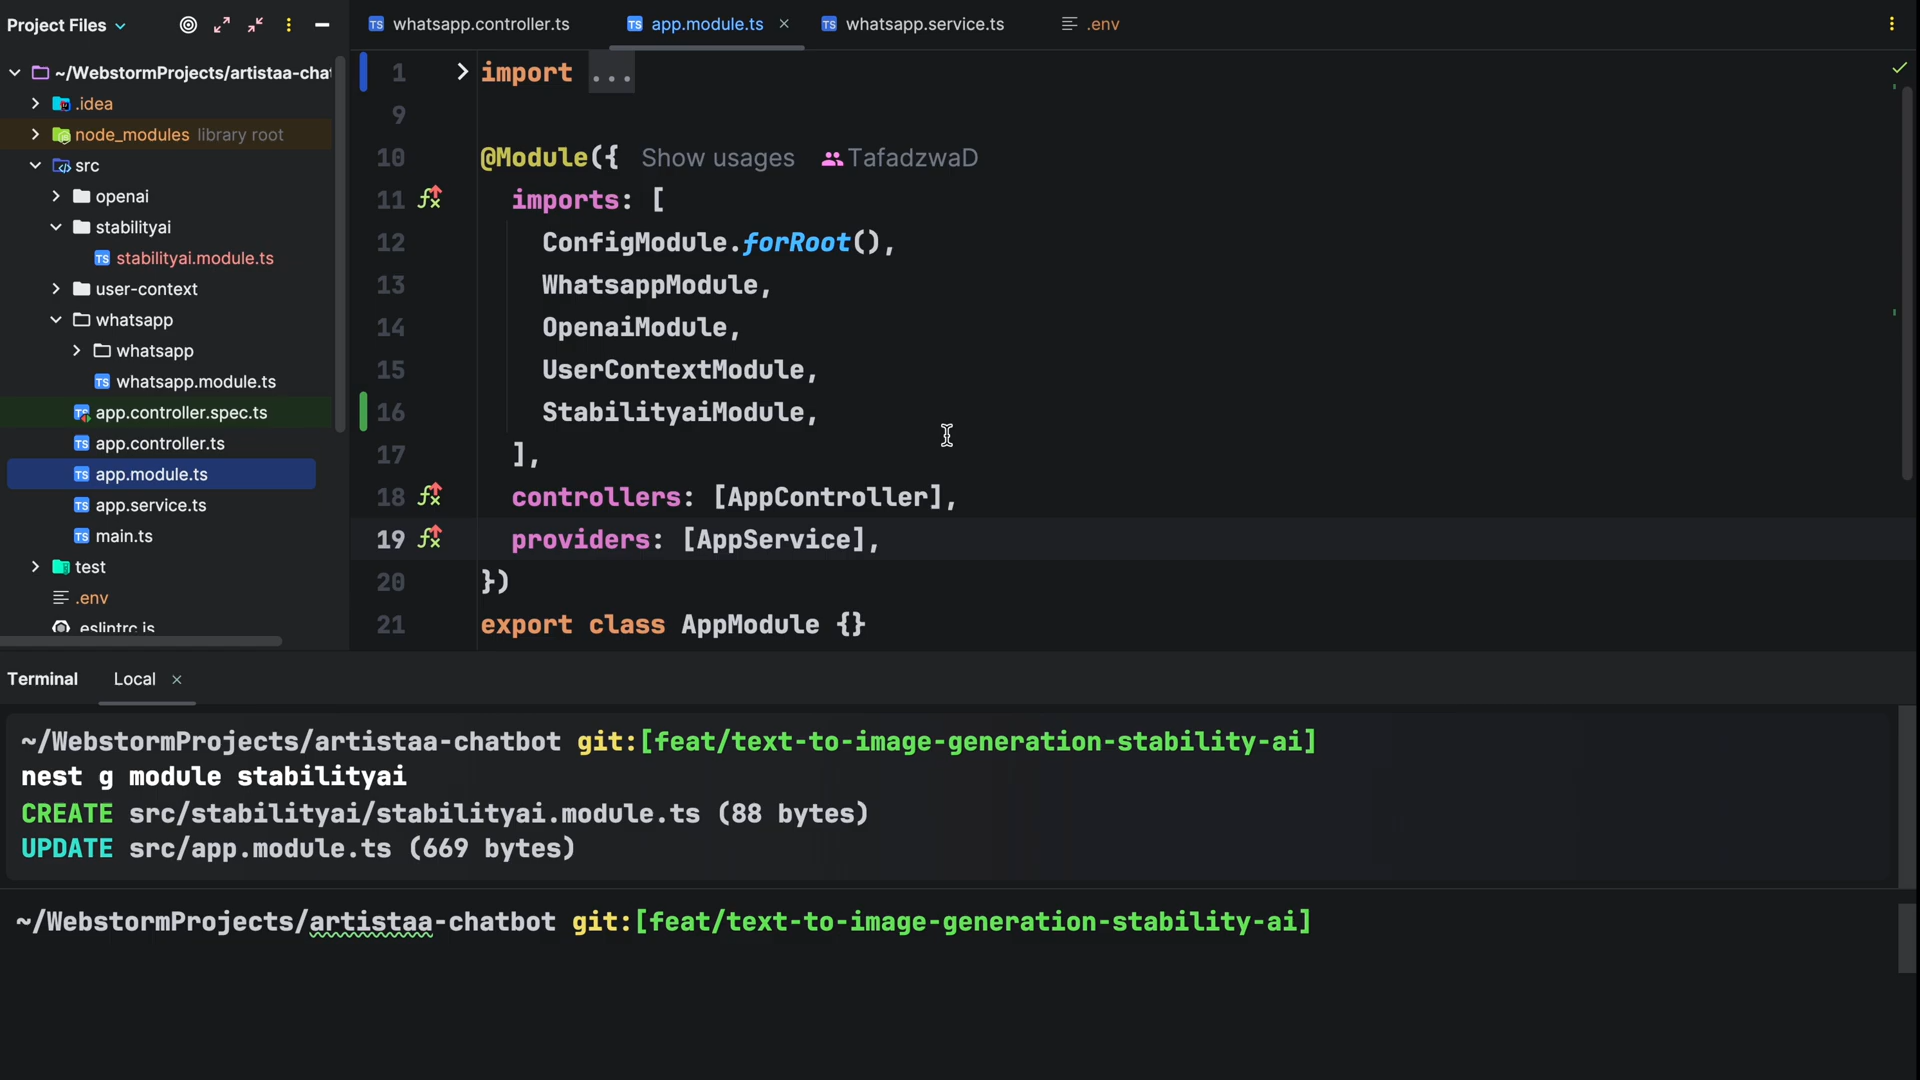 Project Files
whatsapp.controller.ts
app.module.ts
whatsapp.service.ts
.env
~/WebstormProjects/artistaa-cha
.idea
node_modules library root
src
openai
stabilityai
stabilityai.module.ts
user-context
whatsapp
whatsapp
whatsapp.module.ts
app.controller.spec.ts
app.controller.ts
app.module.ts
app.service.ts
main.ts
test
.env
.eslintrc.js
1 import ...
9
10 @Module({ Show usages TafadzwaD
11 imports: [
12 ConfigModule.forRoot(),
13 WhatsappModule,
14 OpenaiModule,
15 UserContextModule,
16 StabilityaiModule,
17 ],
18 controllers: [AppController],
19 providers: [AppService],
20 })
21 export class AppModule {}
Terminal Local
~/WebstormProjects/artistaa-chatbot git:[feat/text-to-image-generation-stability-ai]
nest g module stabilityai
CREATE src/stabilityai/stabilityai.module.ts (88 bytes)
UPDATE src/app.module.ts (669 bytes)
~/WebstormProjects/artistaa-chatbot git:[feat/text-to-image-generation-stability-ai]